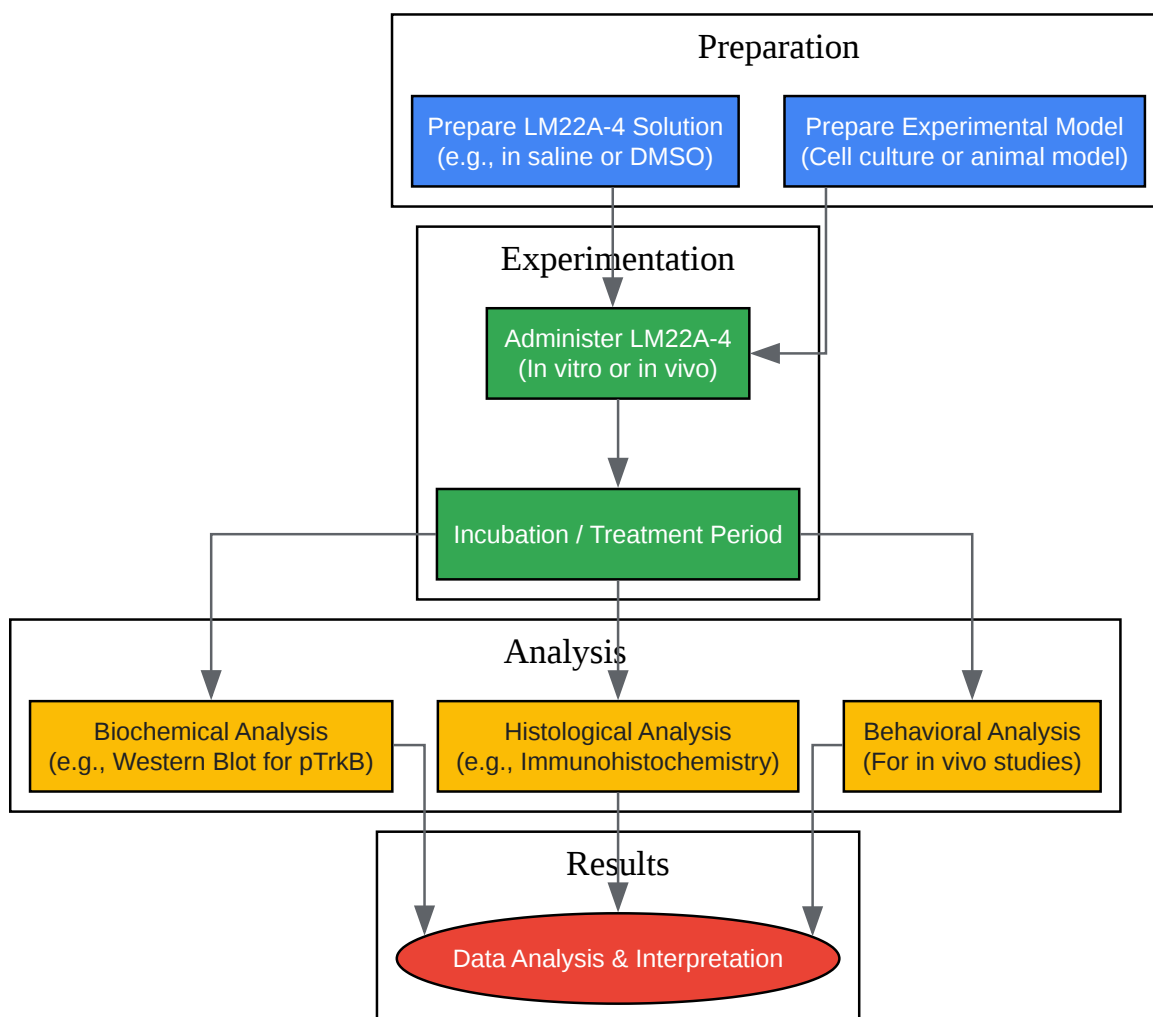 Preparation
Prepare LM22A-4 Solution
(e.g., in saline or DMSO)
Prepare Experimental Model
(Cell culture or animal model)
Experimentation
Administer LM22A-4
(In vitro or in vivo)
Incubation / Treatment Period
Analysis
Biochemical Analysis
(e.g., Western Blot for pTrkB)
Histological Analysis
(e.g., Immunohistochemistry)
Behavioral Analysis
(For in vivo studies)
Results
Data Analysis & Interpretation